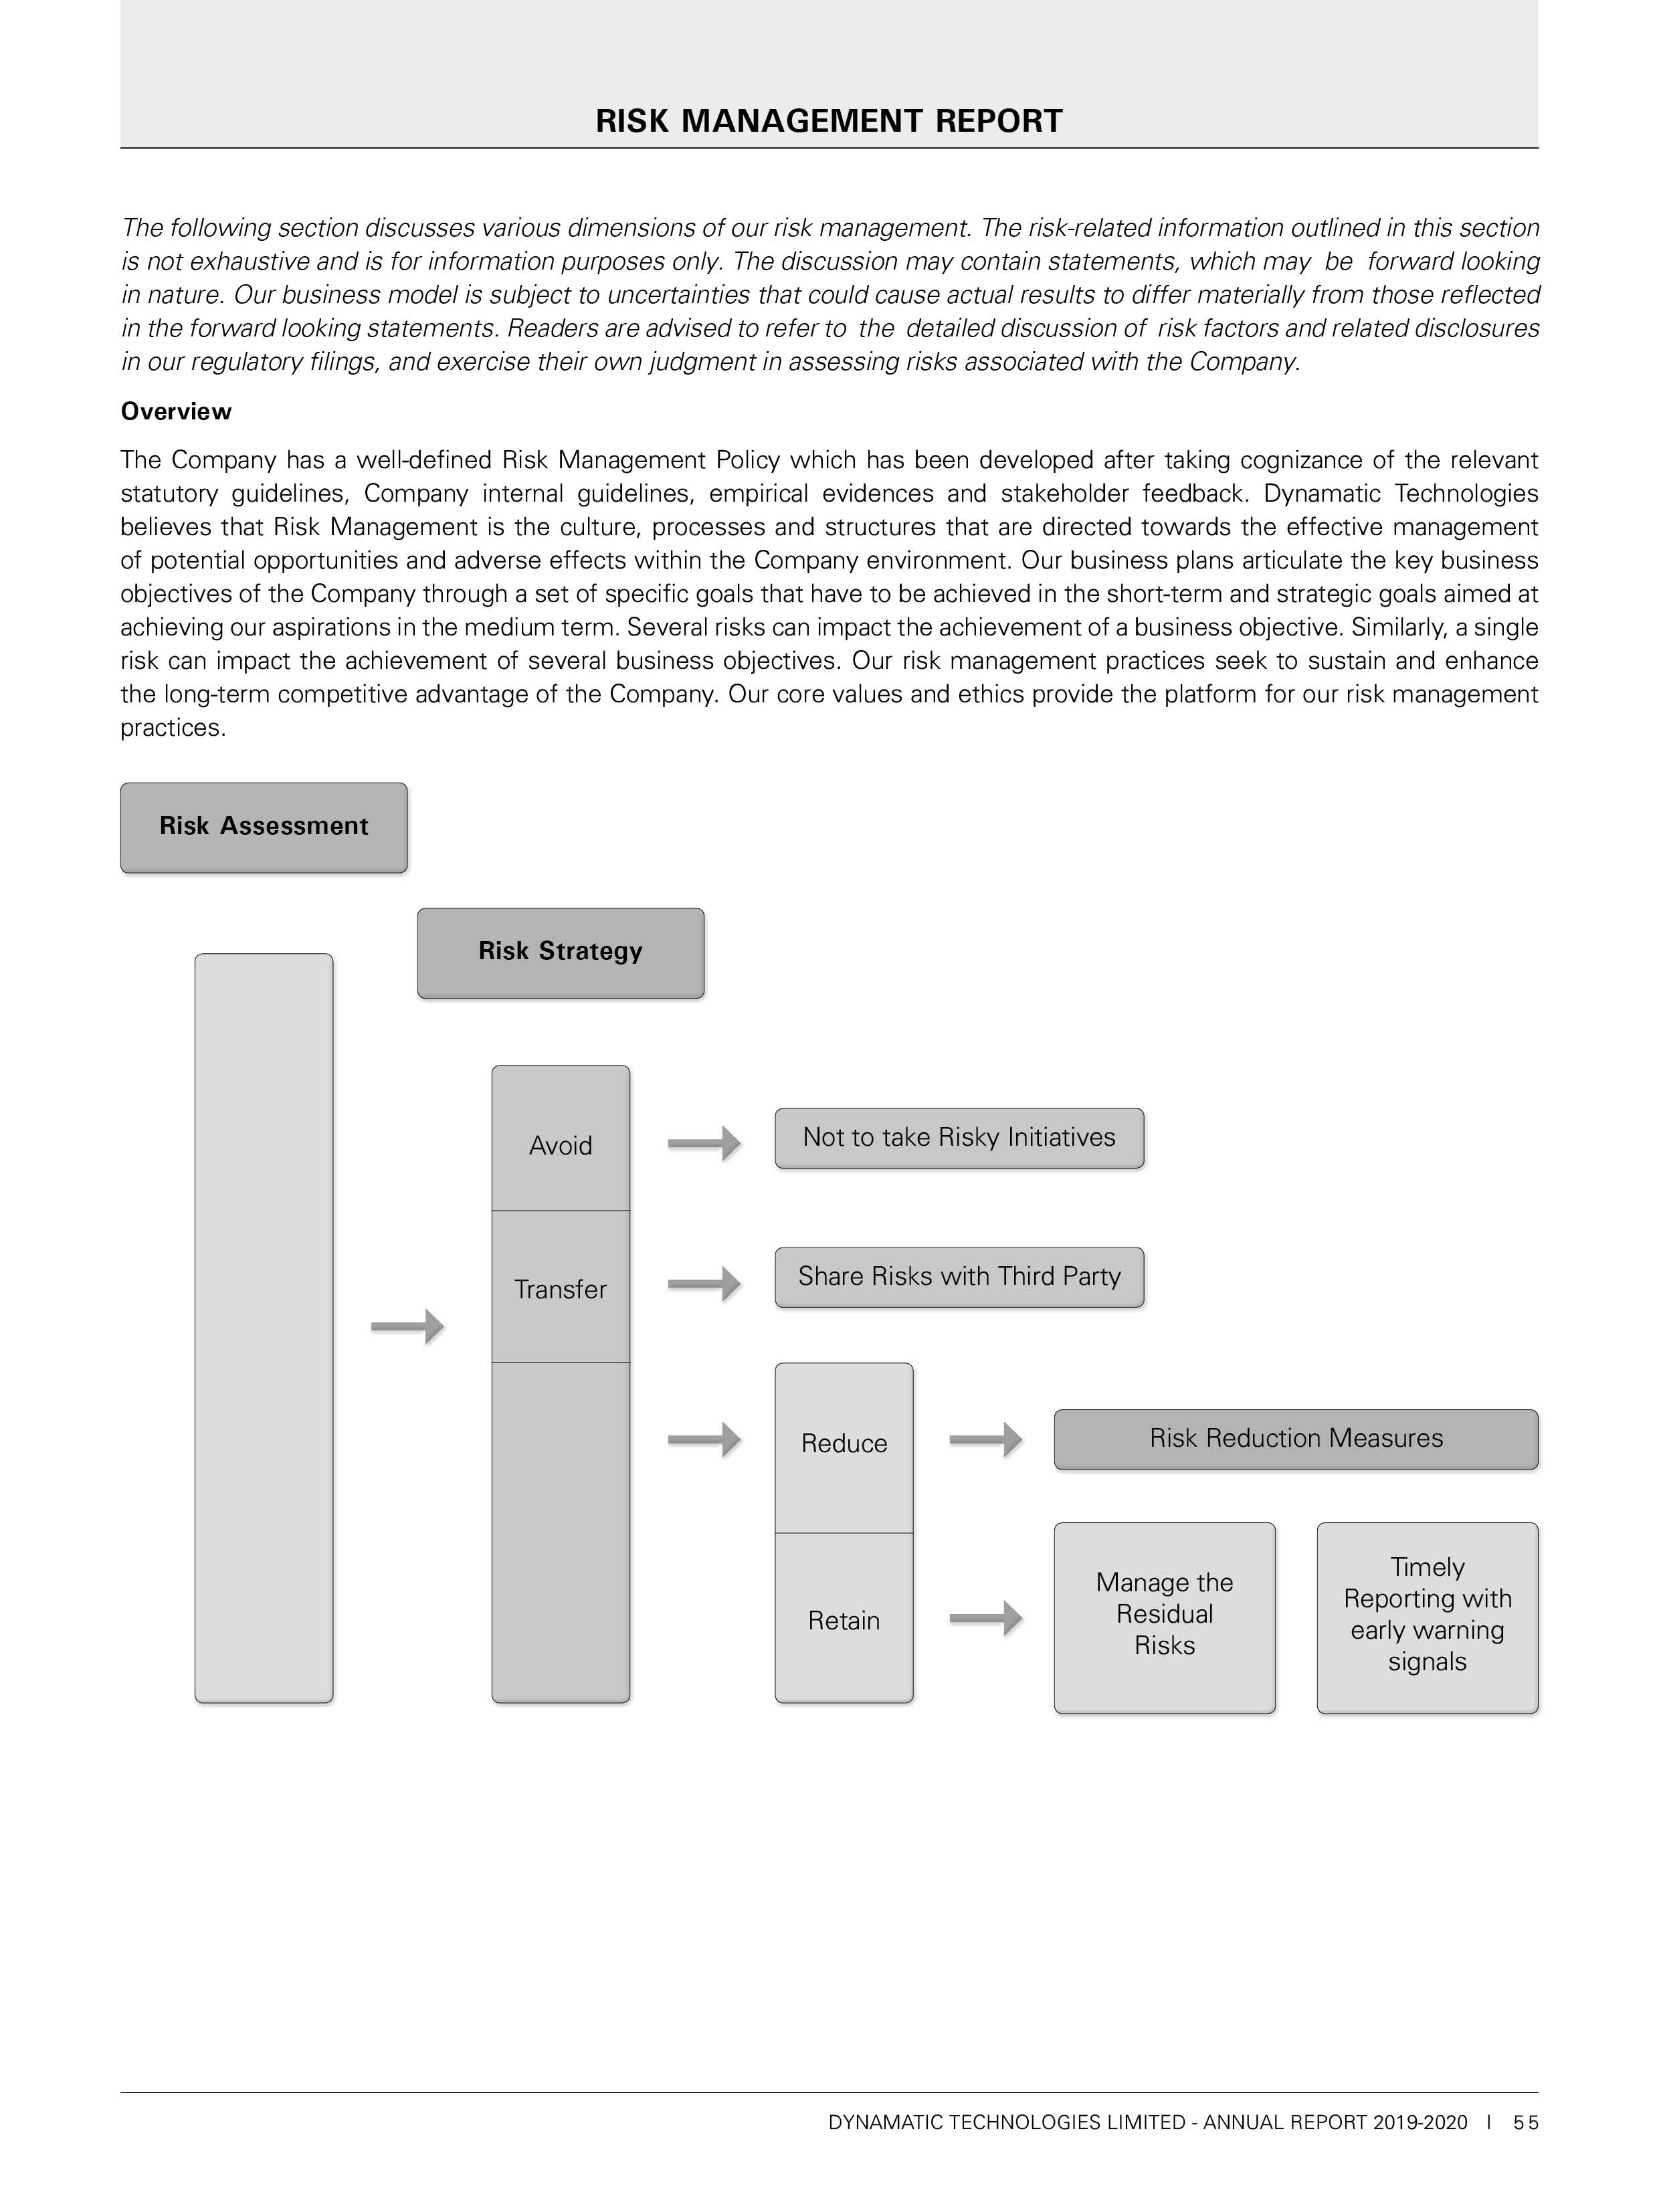 RISK MANAGEMENT REPORT
The following section discusses various dimensions of our risk management. The risk-related information outlined in this section
is not exhaustive and is for information purposes only. The discussion may contain statements, which may be forward looking
in nature. Our business model is subject to uncertainties that could cause actual results to differ materially from those reflected
in the forward looking statements. Readers are advised to refer to the detailed discussion of risk factors and related disclosures
in our regulatory filings, and exercise their own judgment in assessing risks associated with the Company.
Overview
The Company has a well-defined Risk Management Policy which has been developed after taking cognizance of the relevant
statutory guidelines, Company internal guidelines, empirical evidences and stakeholder feedback. Dynamatic Technologies
believes that Risk Management is the culture, processes and structures that are directed towards the effective management
of potential opportunities and adverse effects within the Company environment. Our business plans articulate the key business
objectives of the Company through a set of specific goals that have to be achieved in the short-term and strategic goals aimed at
achieving our aspirations in the medium term. Several risks can impact the achievement of a business objective. Similarly, a single
risk can impact the achievement of several business objectives. Our risk management practices seek to sustain and enhance
the long-term competitive advantage of the Company. Our core values and ethics provide the platform for our risk management
practices.
Risk Assessment
Risk Strategy
Avoid
Not to take Risky Initiatives
Transfer
Share Risks with Third Party
Reduce
Risk Reduction Measures
Retain
Manage the
Residual
Risks
Timely
Reporting with
early warning
signals
DYNAMATIC TECHNOLOGIES LIMITED - ANNUAL REPORT 2019-2020 I 55